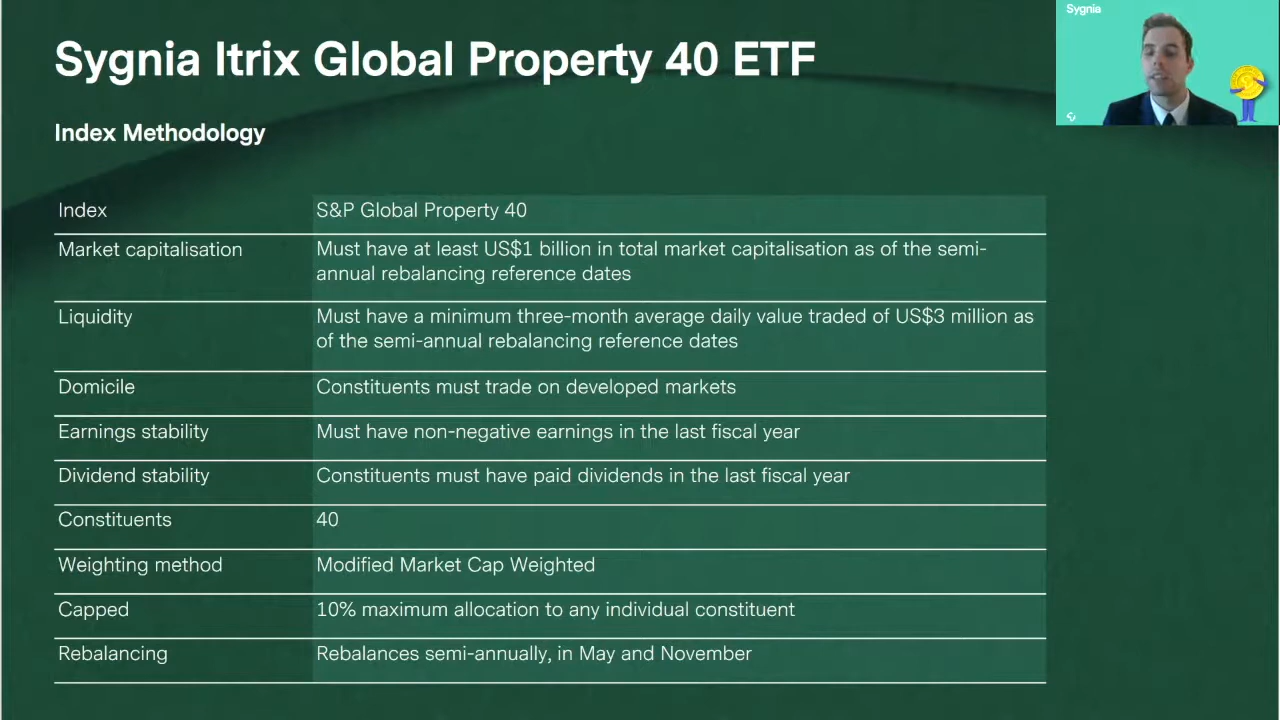 Sygnia Itrix Global Property 40 ETF
Sygnia
Index Methodology
Index
S&P Global Property 40
Market capitalisation
Must have at least US$1 billion in total market capitalisation as of the semi-
annual rebalancing reference dates
Liquidity
Must have a minimum three-month average daily value traded of US$3 million as
of the semi-annual rebalancing reference dates
Domicile
Constituents must trade on developed markets
Earnings stability
Must have non-negative earnings in the last fiscal year
Dividend stability
Constituents must have paid dividends in the last fiscal year
Constituents
40
Weighting method
Modified Market Cap Weighted
Capped
10% maximum allocation to any individual constituent
Rebalancing
Rebalances semi-annually, in May and November